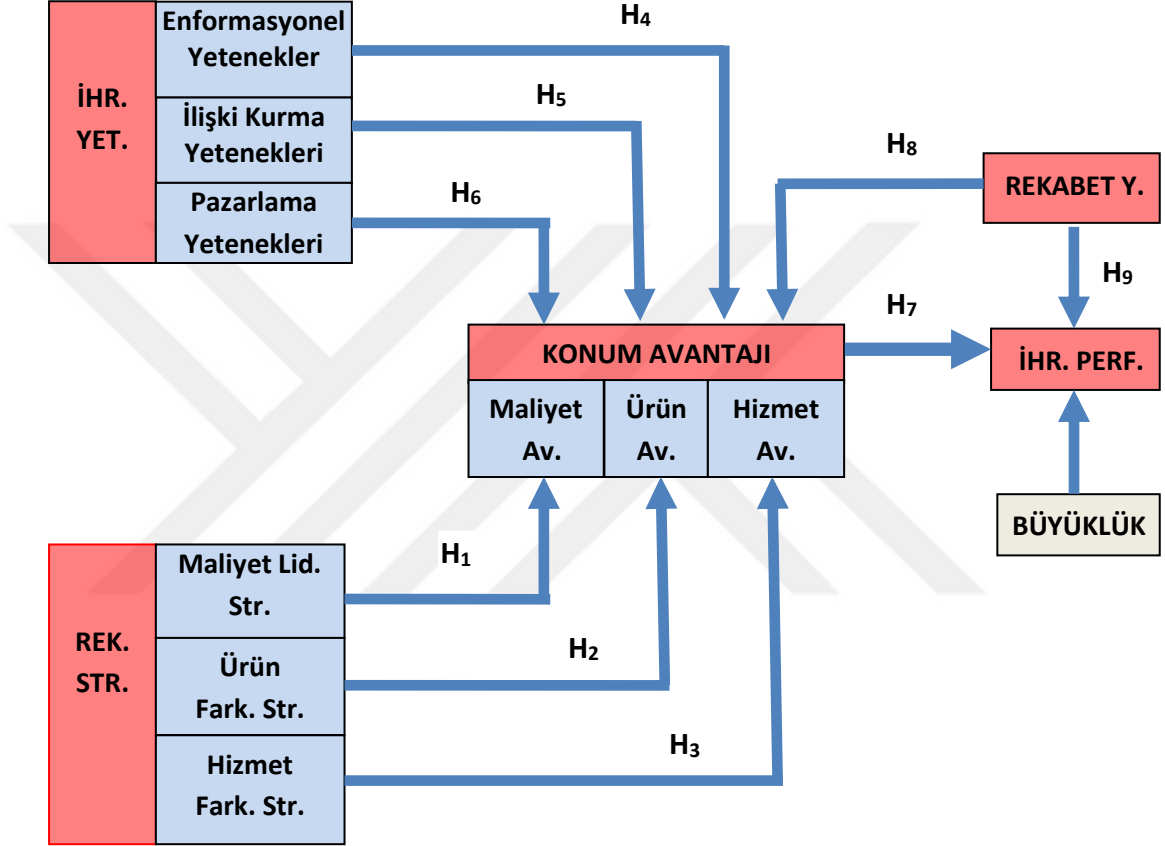 Enformasyonel
Yetenekler
İHR.
YET.
İlişki Kurma
Yetenekleri
Pazarlama
Yetenekleri
H4
H5
H6
H8
REKABET Y.
H9
H7
KONUM AVANTAJI
İHR. PERF.
Maliyet
Av.
Ürün
Av.
Hizmet
Av.
BÜYÜKLÜK
H1
H2
H3
REK.
STR.
Maliyet Lid.
Str.
Ürün
Fark. Str.
Hizmet
Fark. Str.